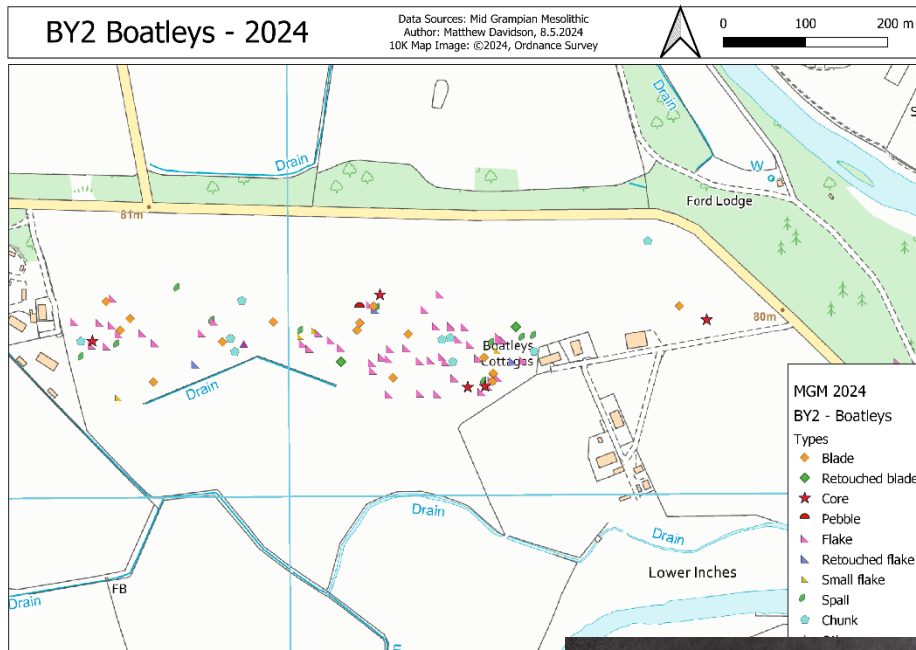 BY2 Boatleys - 2024
Data Sources: Mid Grampian Mesolithic
Author: Matthew Davidson, 8.5.2024
10K Map Image: ©2024, Ordnance Survey
0 100 200 m
Drain
Drain
W
81m
Ford Lodge
80m
Boatleys
Cottages
Drain
Drain
Drain
Lower Inches
FB
Drain
MGM 2024
BY2 - Boatleys
Types
Blade
Retouched blade
Core
Pebble
Flake
Retouched flake
Small flake
Spall
Chunk